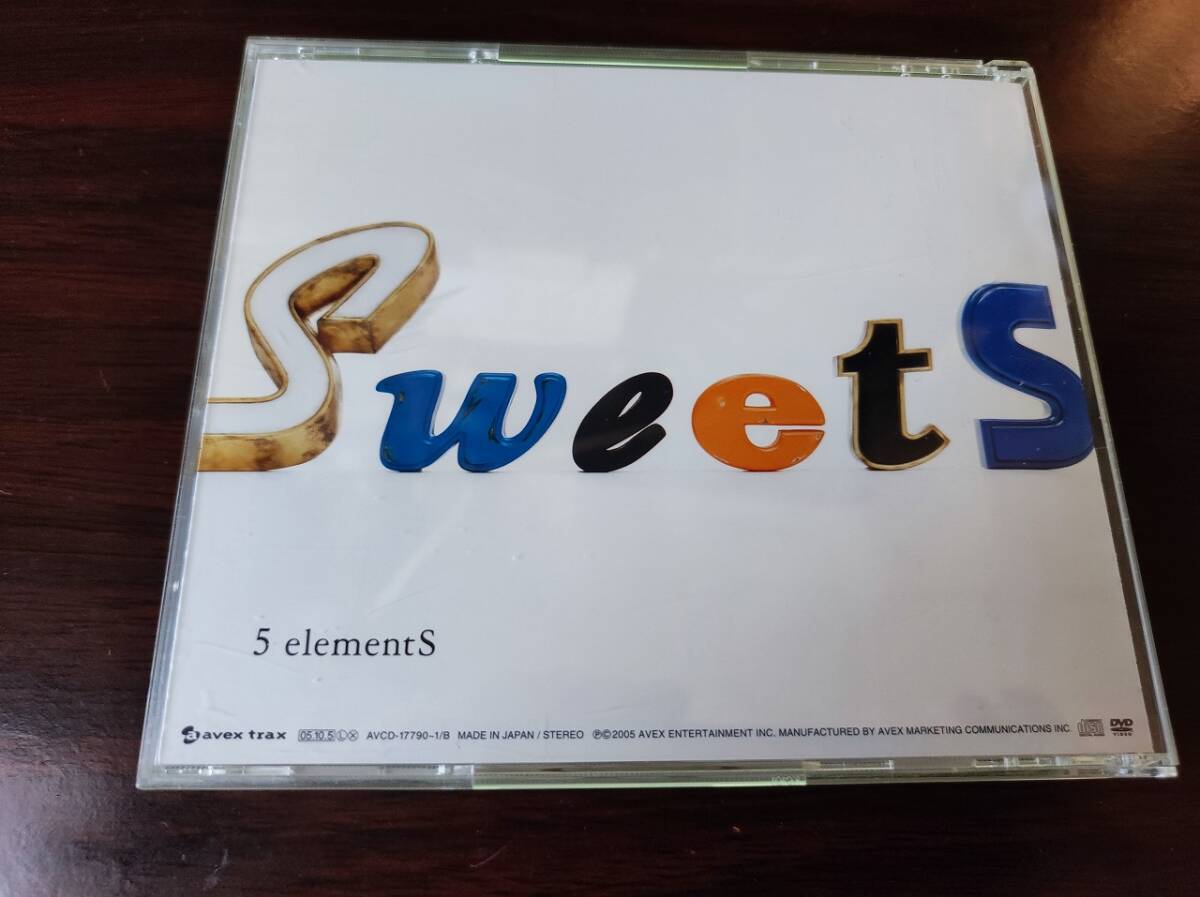 SweetS
5 elementS
avex trax 05.10.5 Ⓛ Ⓧ AVCD-17790~1/B MADE IN JAPAN / STEREO ℗©2005 AVEX ENTERTAINMENT INC. MANUFACTURED BY AVEX MARKETING COMMUNICATIONS INC. DVD VIDEO